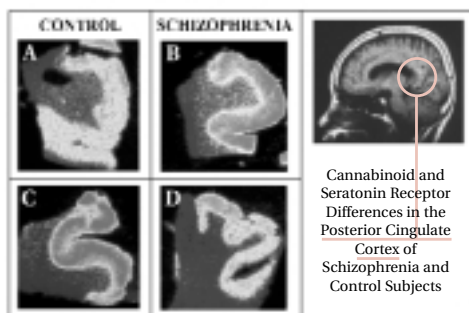 CONTROL
SCHIZOPHRENIA
A
B
C
D
Cannabinoid and
Seratonin Receptor
Differences in the
Posterior Cingulate
Cortex of
Schizophrenia and
Control Subjects